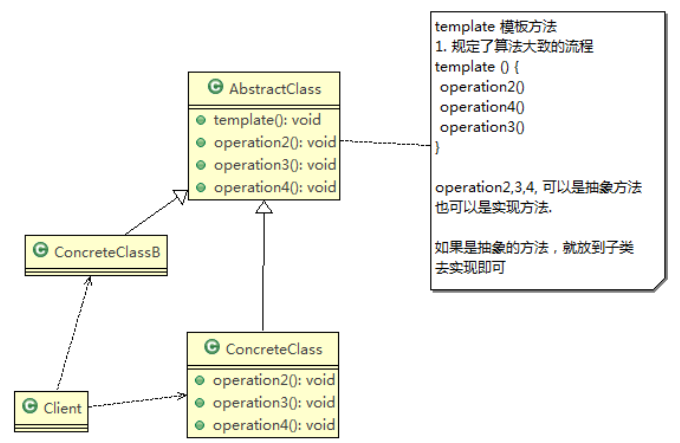 AbstractClass
template(): void
operation2(): void
operation3(): void
operation4(): void
template 模板方法
1. 规定了算法大致的流程
template () {
operation2()
operation4()
operation3()
}
operation2,3,4, 可以是抽象方法
也可以是实现方法.
如果是抽象的方法，就放到子类
去实现即可
ConcreteClassB
ConcreteClass
operation2(): void
operation3(): void
operation4(): void
Client